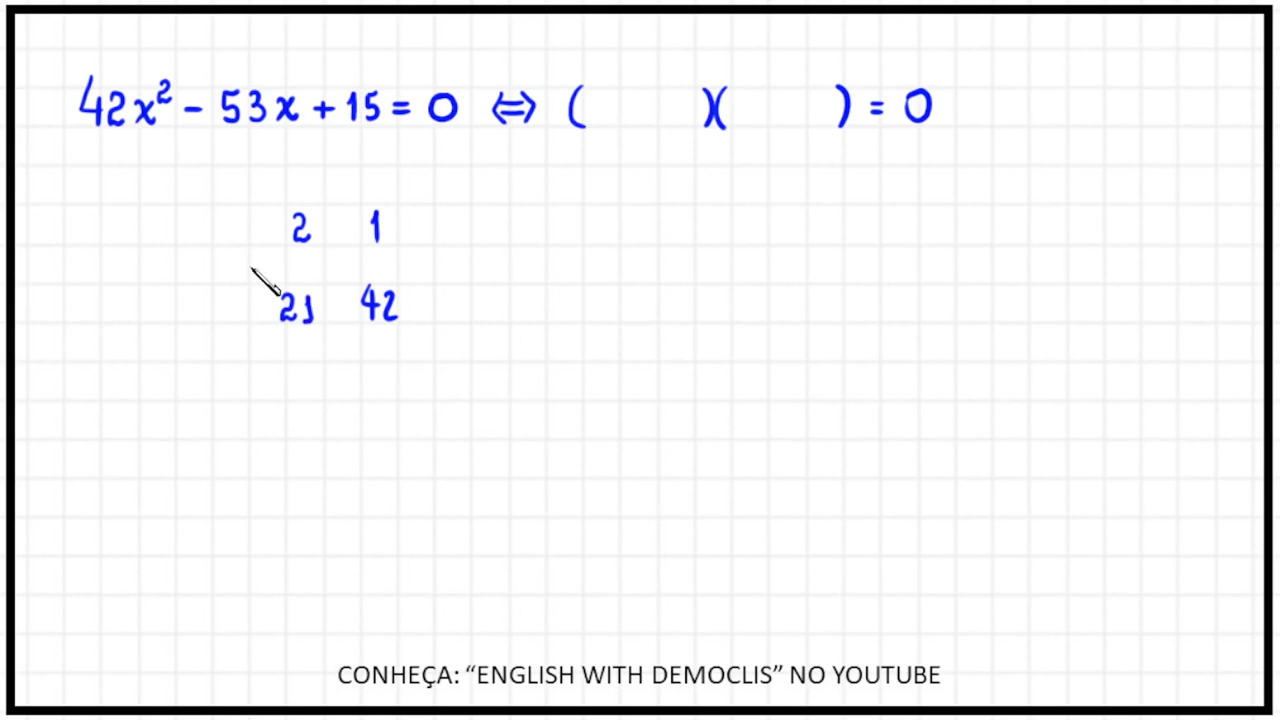 42x² - 53x + 15 = 0 ⇔ ( )( ) = 0
2 1
21 42
CONHEÇA: “ENGLISH WITH DEMOCLIS” NO YOUTUBE